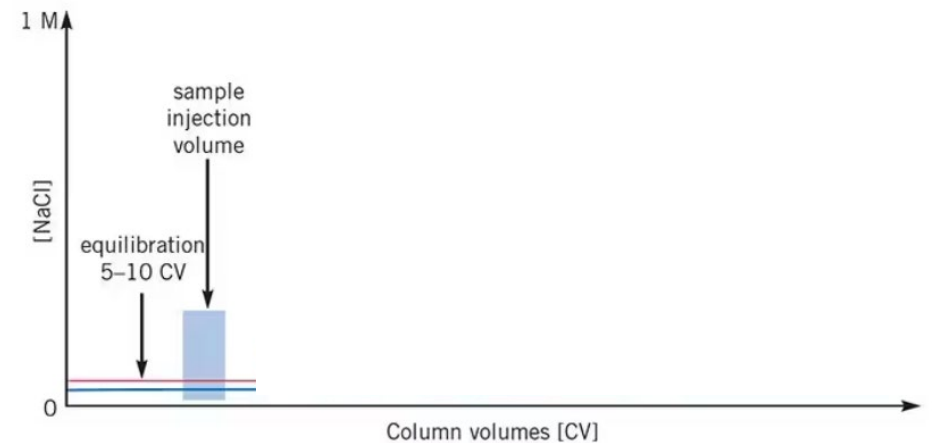 1 M
sample
injection
volume
[NaCl]
equilibration
5–10 CV
0
Column volumes [CV]